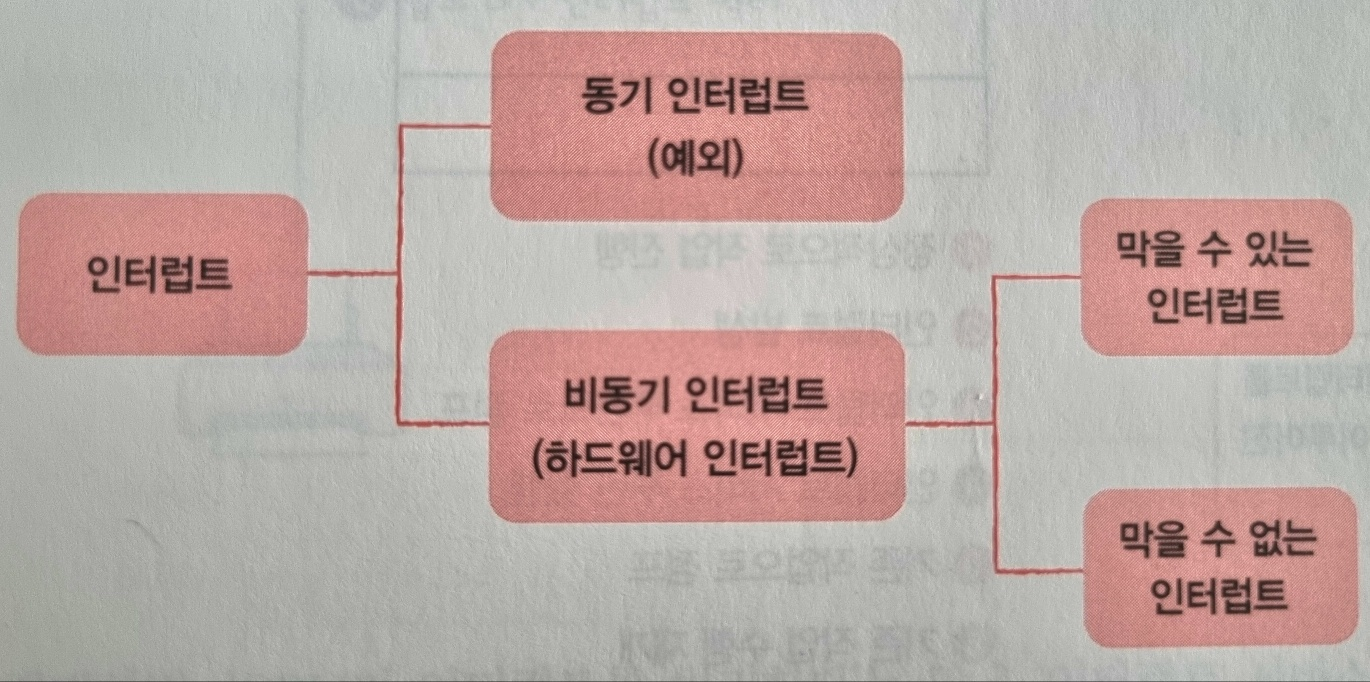 동기 인터럽트
(예외)
인터럽트
막을 수 있는
인터럽트
비동기 인터럽트
(하드웨어 인터럽트)
막을 수 없는
인터럽트